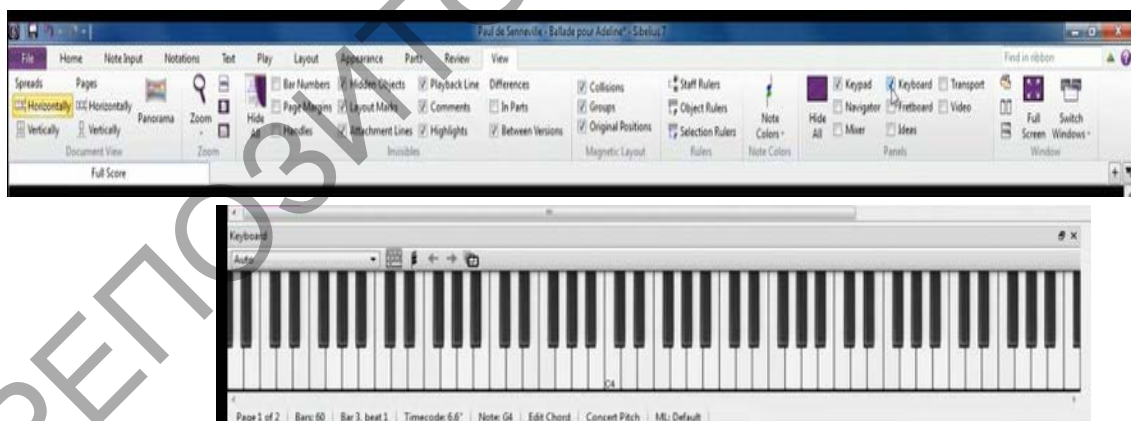 Paul de Senneville - Ballade pour Adeline* - Sibelius 7
File Home Note Input Notations Text Play Layout Appearance Parts Review View Find in ribbon
Spreads Pages Bar Numbers Hidden Objects Playback Line Differences Collisions Staff Rulers Keypad Keyboard Transport
Horizontally Horizontally Panorama Zoom Hide All Page Margins Layout Marks Comments In Parts Groups Object Rulers Note Colors Hide All Navigator Fretboard Video Full Screen Switch Windows
Vertically Vertically Handles Attachment Lines Highlights Between Versions Original Positions Selection Rulers Mixer Ideas
Document View Zoom Invisibles Magnetic Layout Rulers Note Colors Panels Window
Full Score
Keyboard
Auto
C4
Page 1 of 2 Bars: 60 Bar 3, beat 1 Timecode: 6.6" Note: G4 Edit Chord Concert Pitch ML: Default
РЕПОЗИТО